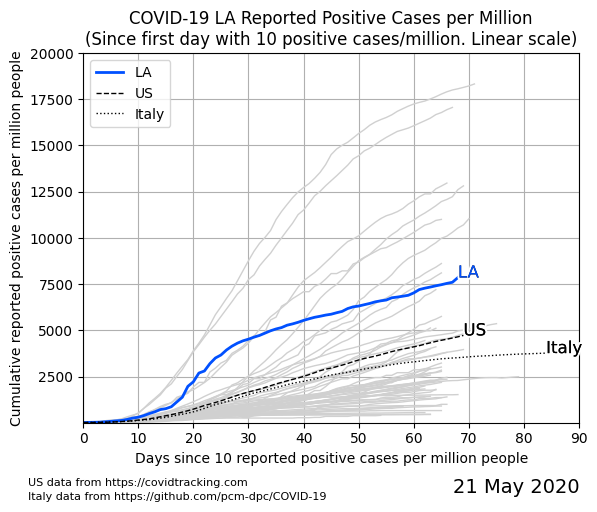 COVID-19 LA Reported Positive Cases per Million
(Since first day with 10 positive cases/million. Linear scale)
Cumulative reported positive cases per million people
20000
17500
15000
12500
10000
7500
5000
2500
LA
US
Italy
LA
US
Italy
0 10 20 30 40 50 60 70 80 90
Days since 10 reported positive cases per million people
US data from https://covidtracking.com
Italy data from https://github.com/pcm-dpc/COVID-19
21 May 2020